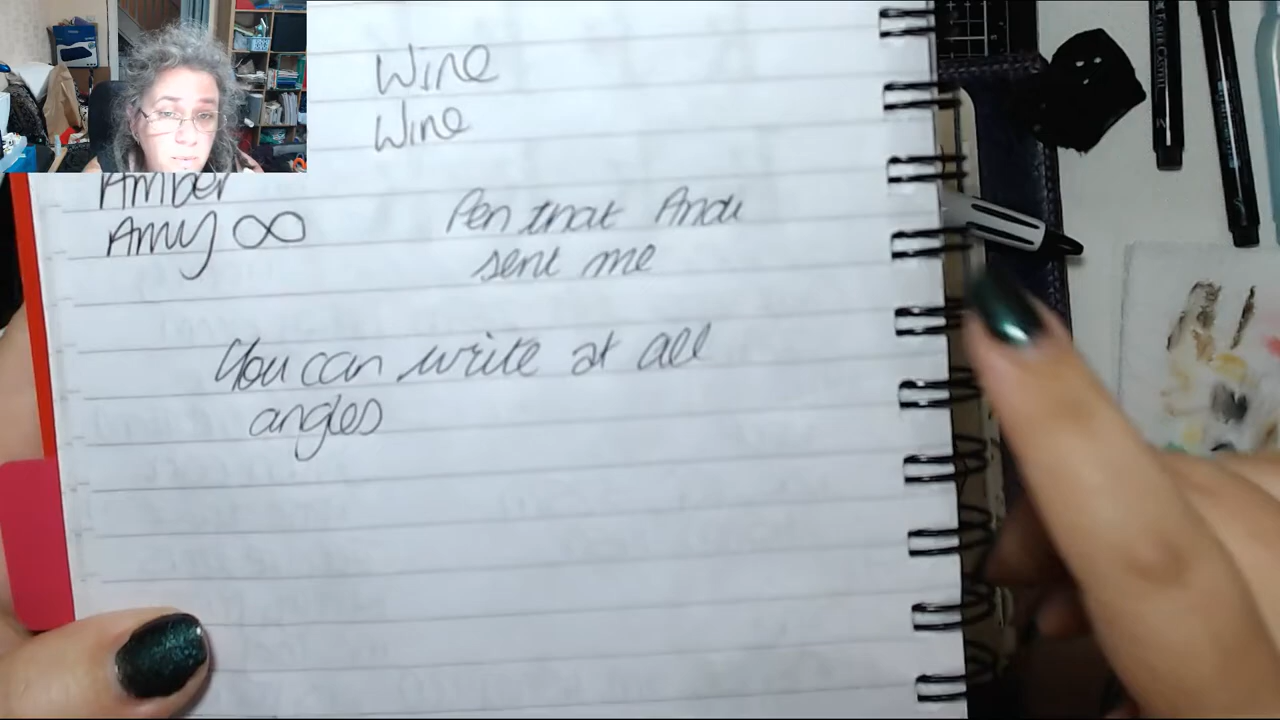 Wine
Wine
Amber
Amy ∞
Pen that Andi
sent me
You can write at all
angles